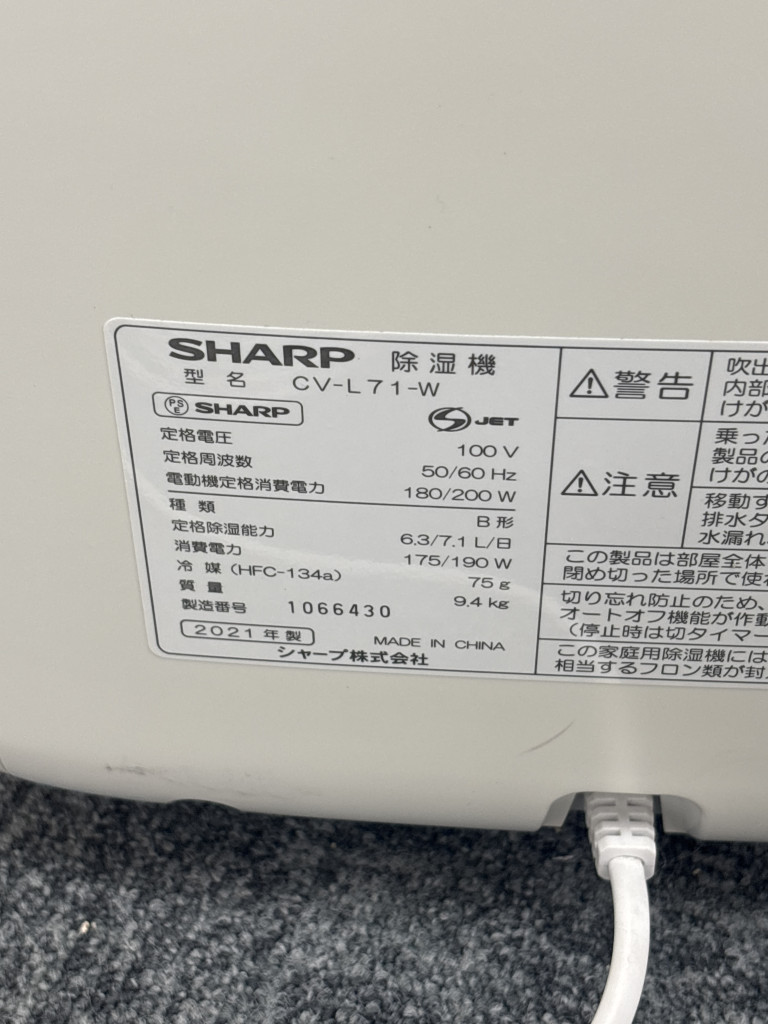 SHARP 除湿機
型名 CV-L71-W
PSE SHARP
S JET
定格電圧 100V
定格周波数 50/60 Hz
電動機定格消費電力 180/200 W
種類 B形
定格除湿能力 6.3/7.1 L/日
消費電力 175/190 W
冷媒(HFC-134a) 75g
質量 9.4 kg
製造番号 1066430
2021年製 MADE IN CHINA
シャープ株式会社
警告
吹出
内部
けが
注意
乗った
製品の
けがの
移動す
排水タ
水漏れ
この製品は部屋全体
閉め切った場所で使
切り忘れ防止のため、
オートオフ機能が作動
(停止時は切タイマー
この家庭用除湿機には
相当するフロン類が封